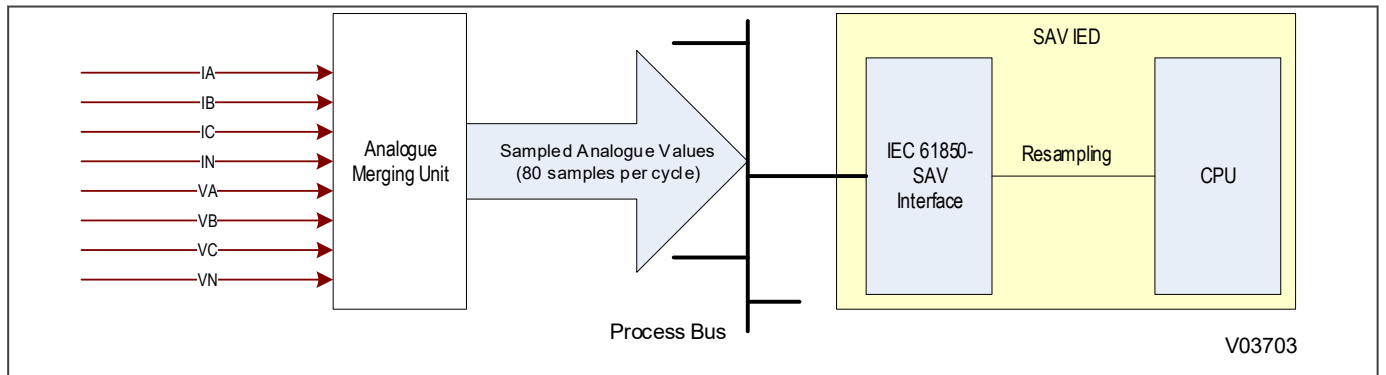 IA
IB
IC
IN
VA
VB
VC
VN
Analogue
Merging Unit
Sampled Analogue Values
(80 samples per cycle)
Process Bus
SAV IED
IEC 61850-
SAV
Interface
Resampling
CPU
V03703